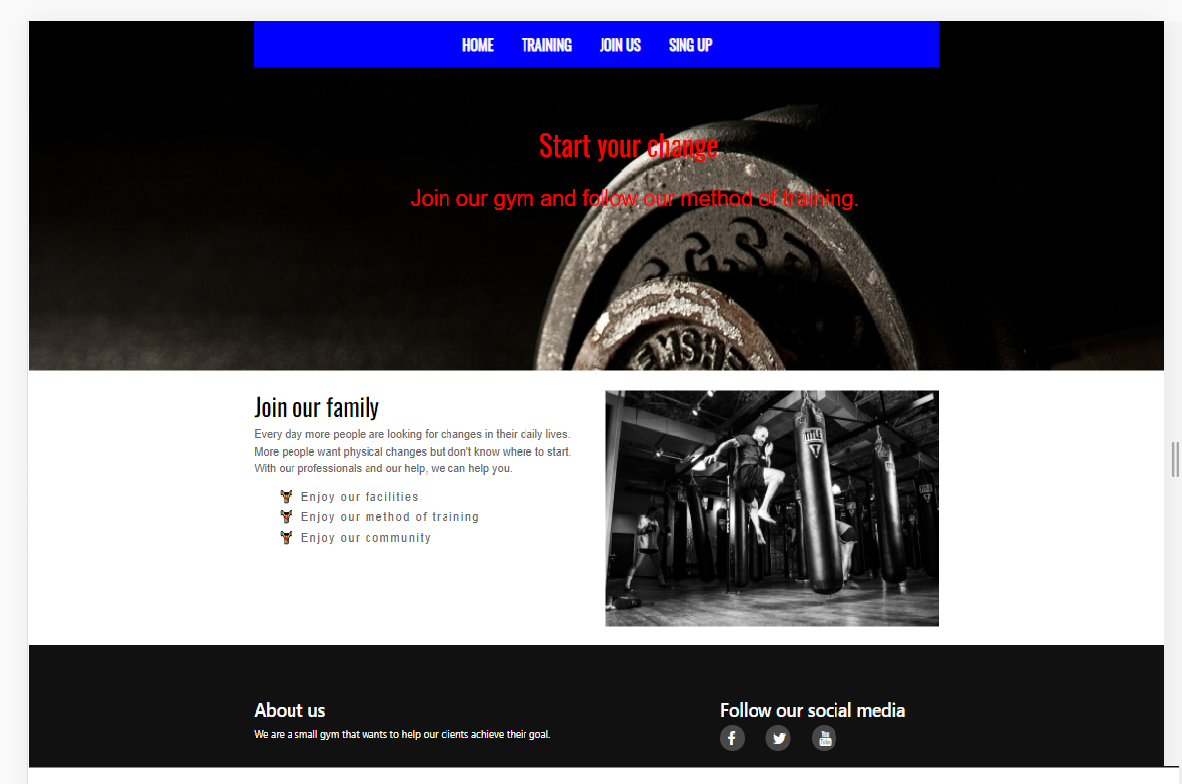 HOME TRAINING JOIN US SING UP
Start your change
Join our gym and follow our method of training.
Join our family
Every day more people are looking for changes in their daily lives.
More people want physical changes but don't know where to start.
With our professionals and our help, we can help you.
Enjoy our facilities
Enjoy our method of training
Enjoy our community
TITLE
About us
We are a small gym that wants to help our clients achieve their goal.
Follow our social media
You
Tube